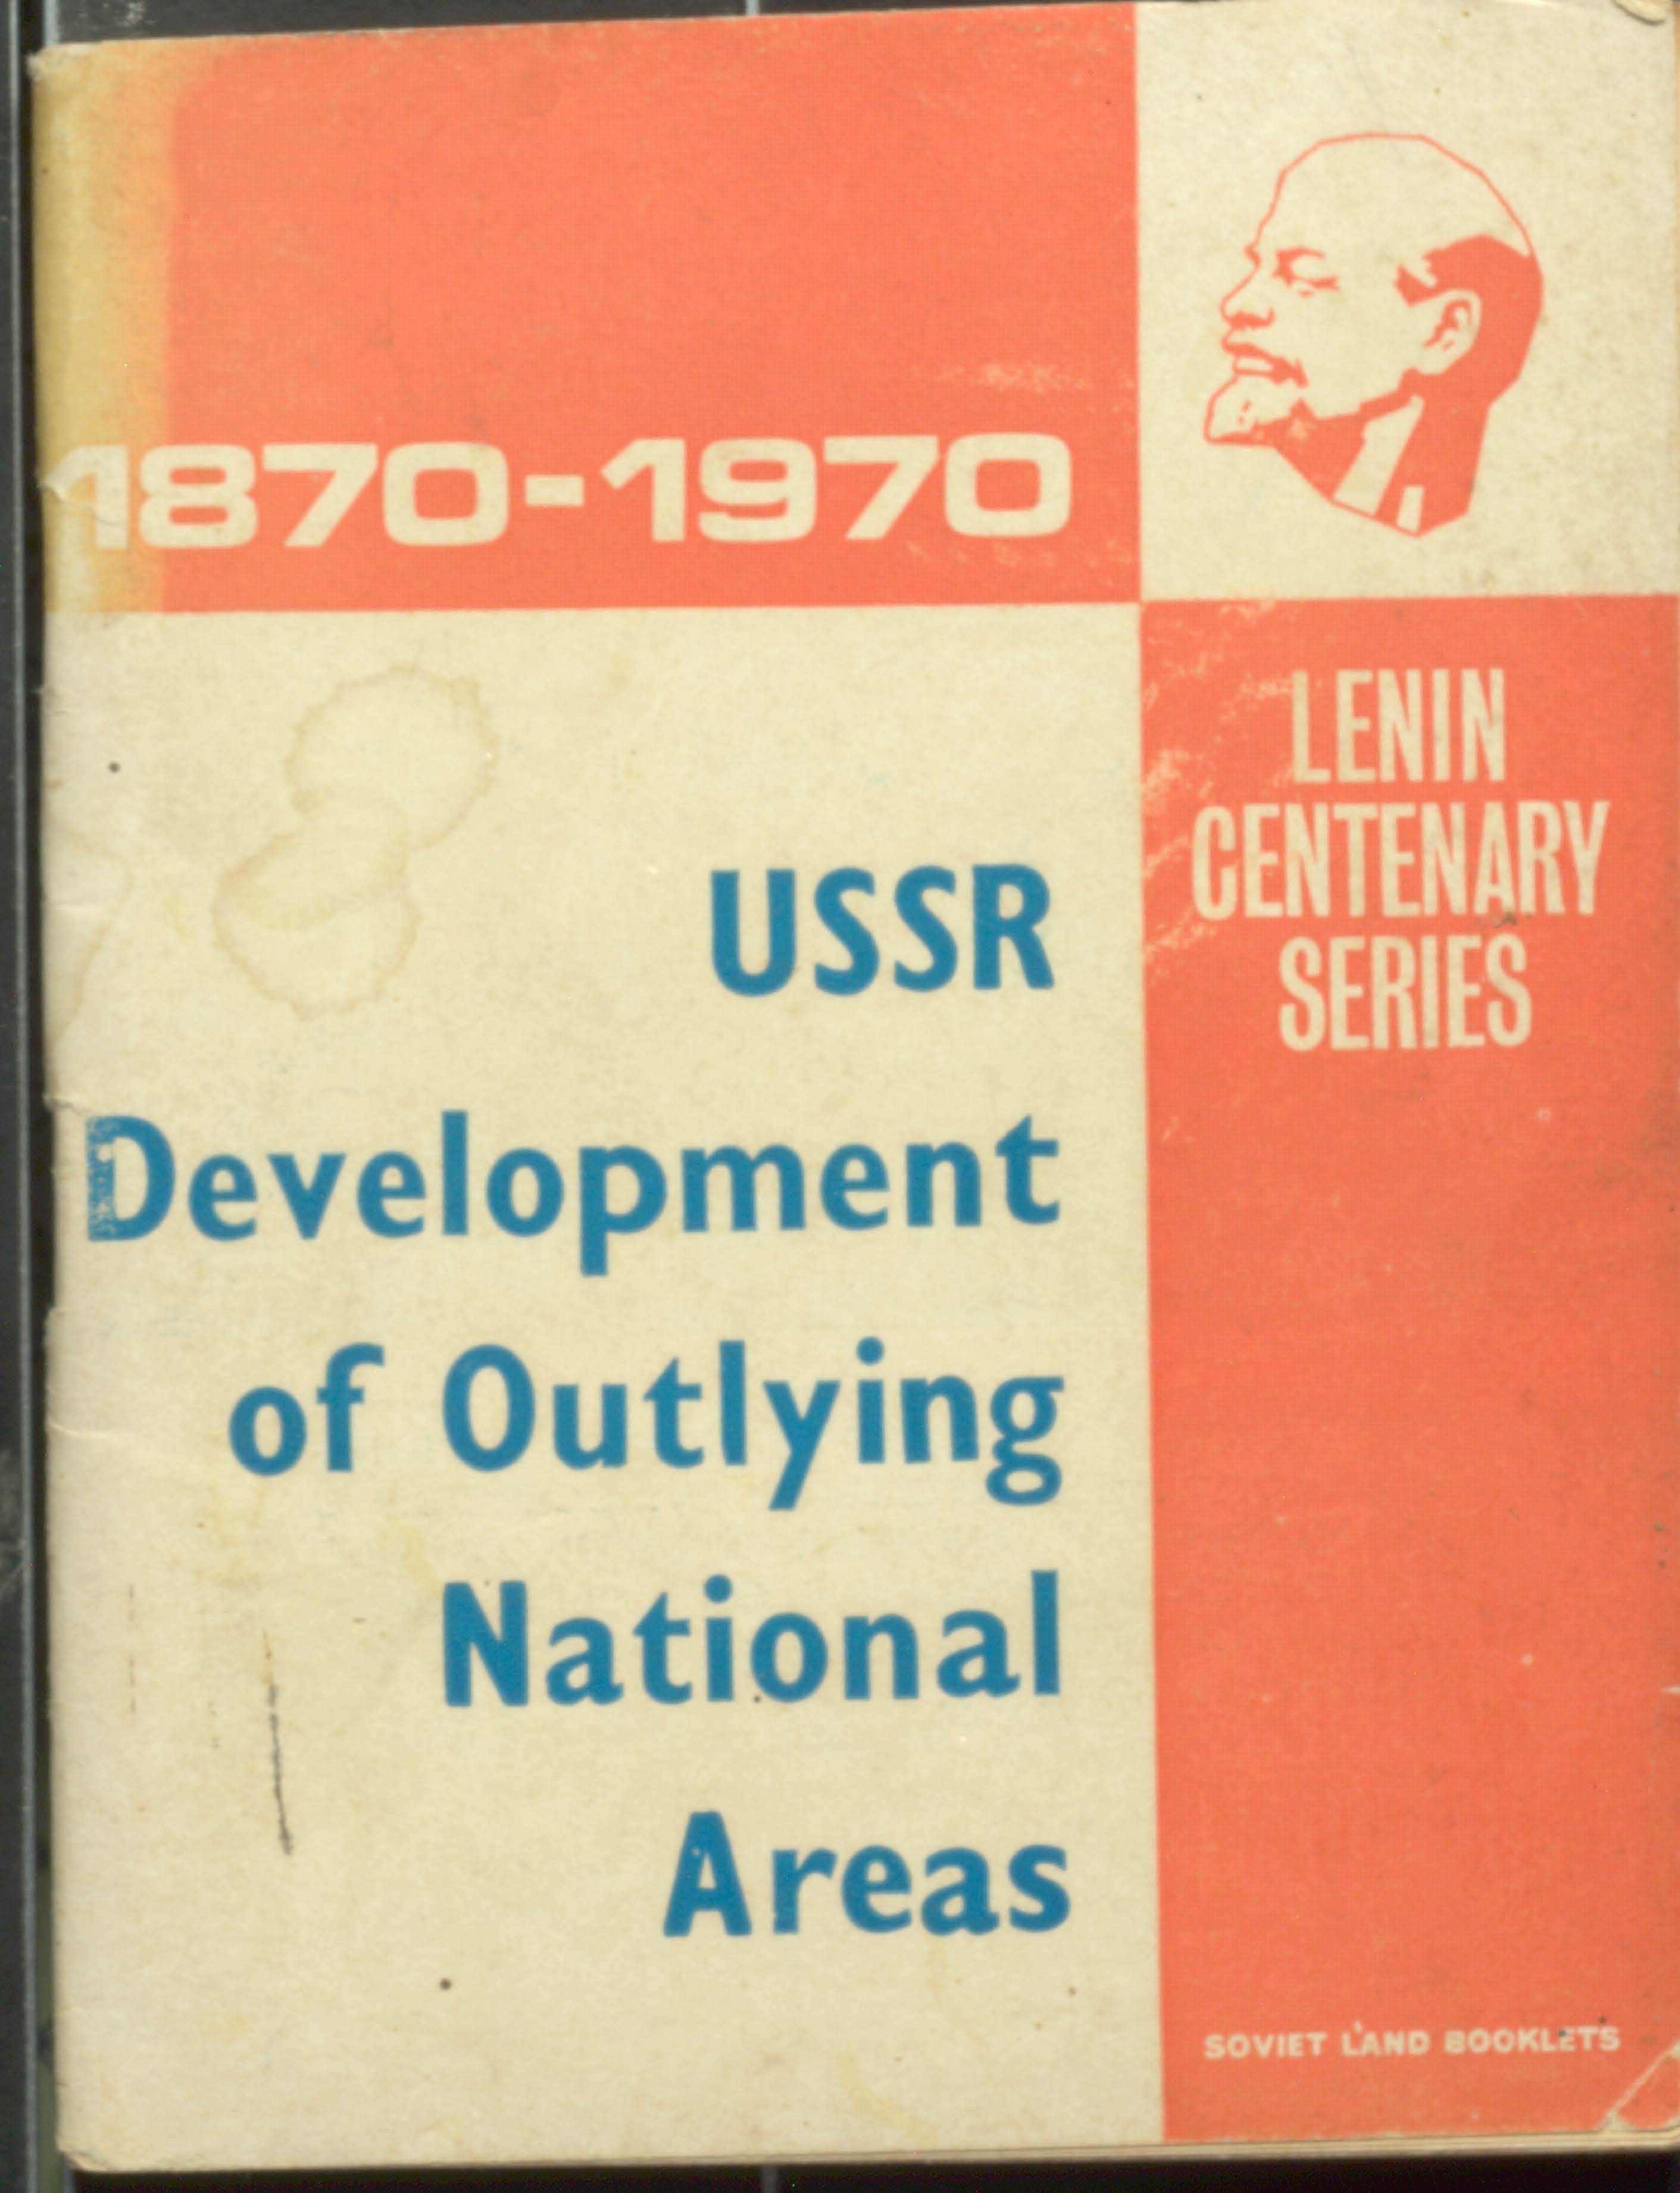 1870-1970
LENIN
CENTENARY
SERIES
USSR
Development
of Outlying
National
Areas
SOVIET LAND BOOKLETS